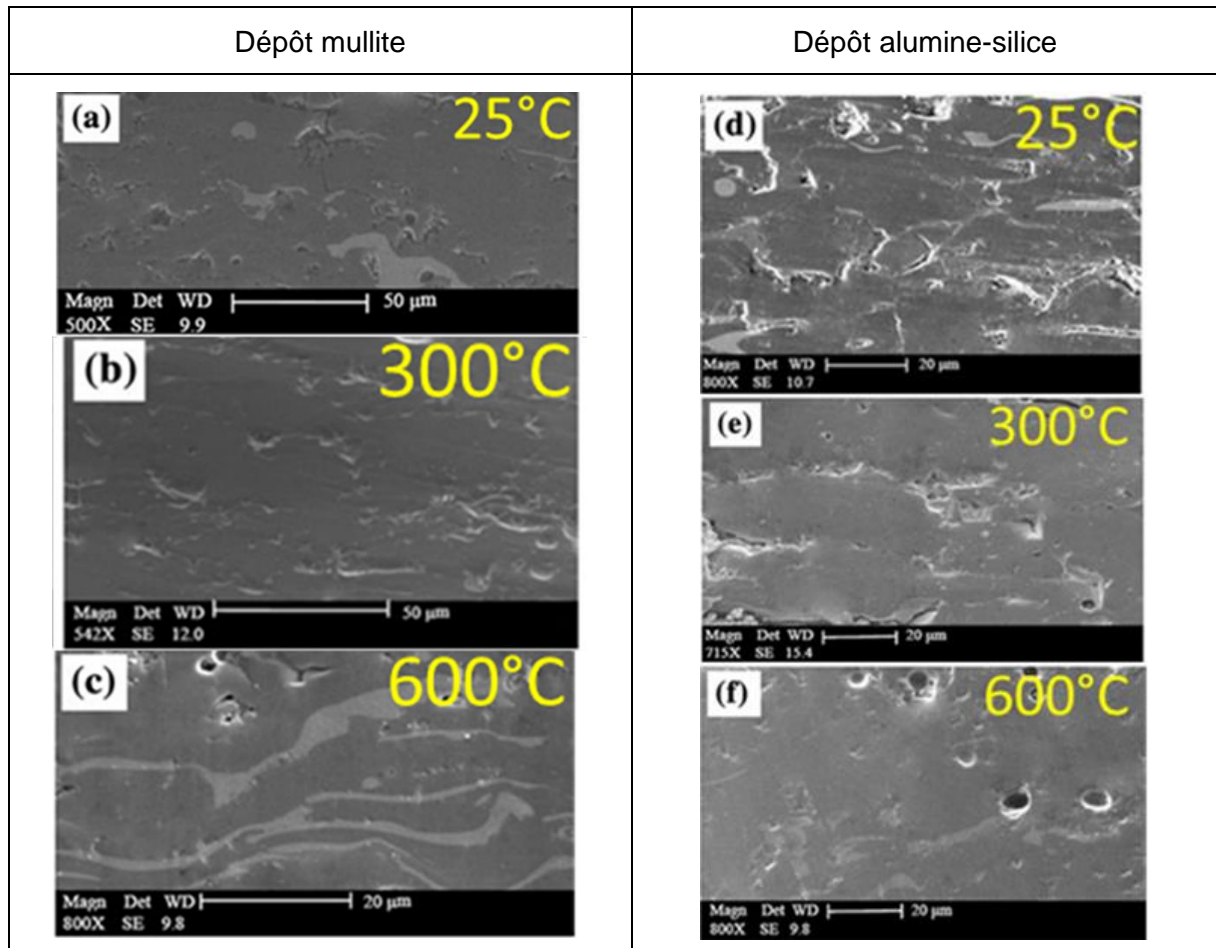 Dépôt mullite
Dépôt alumine-silice
(a)
25°C
Magn Det WD 50 µm
500X SE 9.9
(b)
300°C
Magn Det WD 50 µm
542X SE 12.0
(c)
600°C
Magn Det WD 20 µm
800X SE 9.8
(d)
25°C
Magn Det WD 20 µm
800X SE 10.7
(e)
300°C
Magn Det WD 20 µm
715X SE 15.4
(f)
600°C
Magn Det WD 20 µm
800X SE 9.8